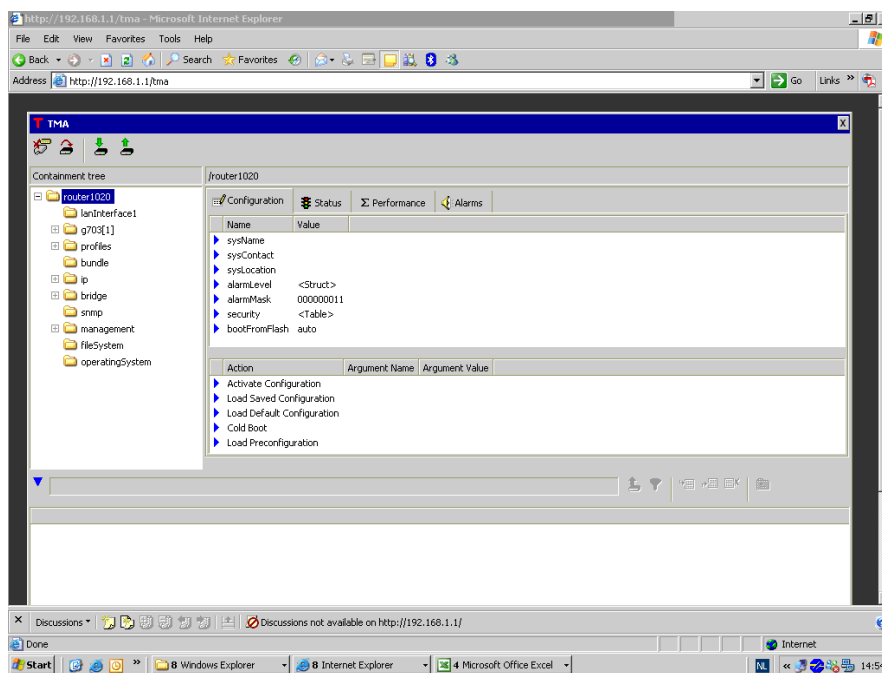 http://192.168.1.1/tma - Microsoft Internet Explorer
File Edit View Favorites Tools Help
Back Search Favorites
Address http://192.168.1.1/tma Go Links »
TMA X
Containment tree /router1020
router1020
lanInterface1
g703[1]
profiles
bundle
ip
bridge
snmp
management
fileSystem
operatingSystem
Configuration Status Σ Performance Alarms
Name Value
sysName
sysContact
sysLocation
alarmLevel <Struct>
alarmMask 000000011
security <Table>
bootFromFlash auto
Action Argument Name Argument Value
Activate Configuration
Load Saved Configuration
Load Default Configuration
Cold Boot
Load Preconfiguration
× Discussions Discussions not available on http://192.168.1.1/
Done Internet
Start » 8 Windows Explorer 8 Internet Explorer 4 Microsoft Office Excel NL « 14:54